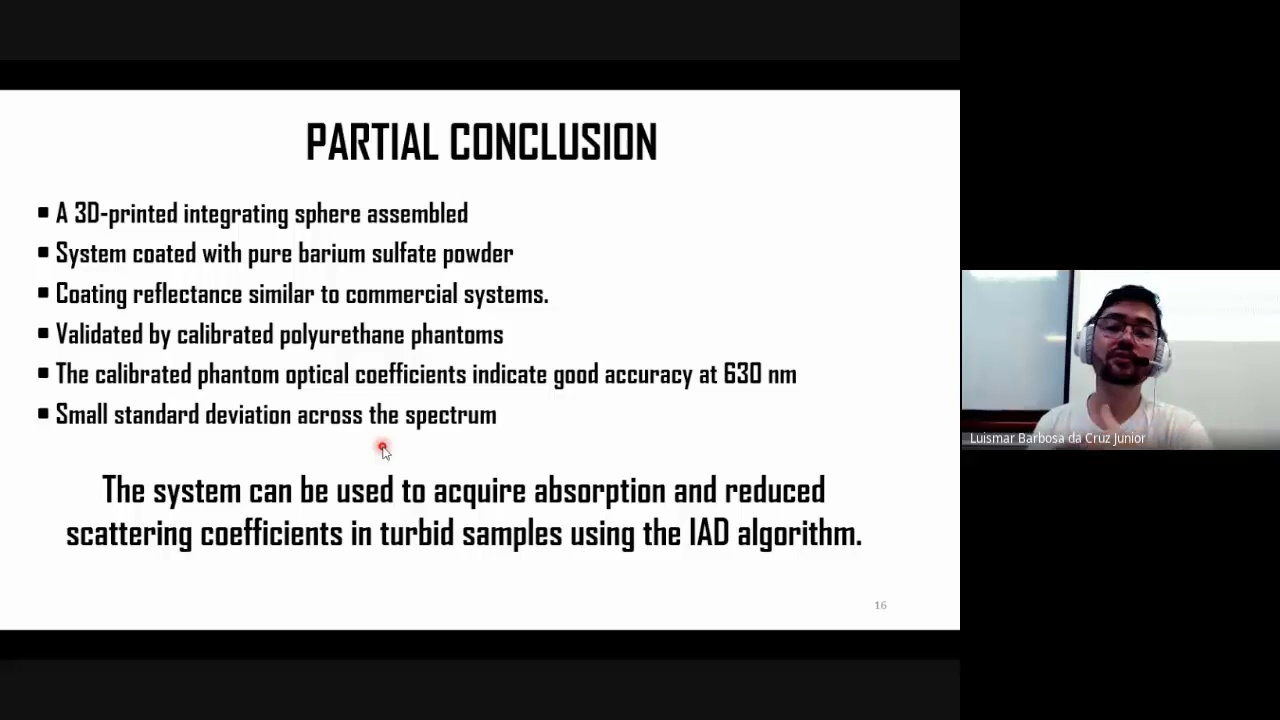 PARTIAL CONCLUSION
▪ A 3D-printed integrating sphere assembled
▪ System coated with pure barium sulfate powder
▪ Coating reflectance similar to commercial systems.
▪ Validated by calibrated polyurethane phantoms
▪ The calibrated phantom optical coefficients indicate good accuracy at 630 nm
▪ Small standard deviation across the spectrum
The system can be used to acquire absorption and reduced
scattering coefficients in turbid samples using the IAD algorithm.
16
Luismar Barbosa da Cruz Junior